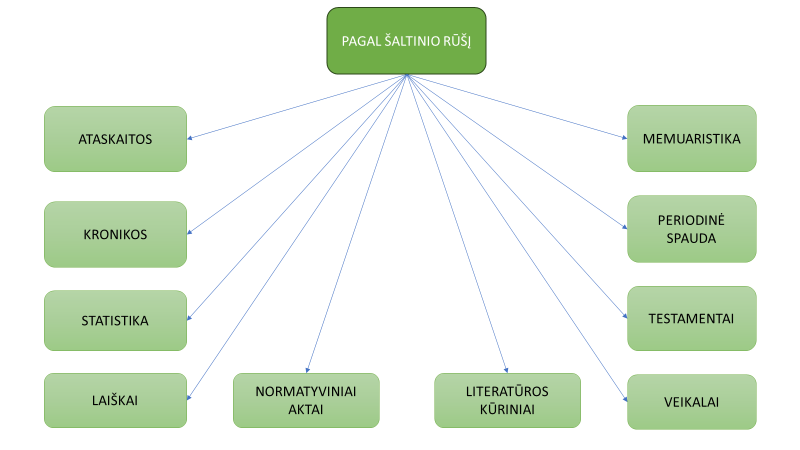 PAGAL ŠALTINIO RŪŠĮ
ATASKAITOS
MEMUARISTIKA
KRONIKOS
PERIODINĖ
SPAUDA
STATISTIKA
TESTAMENTAI
LAIŠKAI
NORMATYVINIAI
AKTAI
LITERATŪROS
KŪRINIAI
VEIKALAI